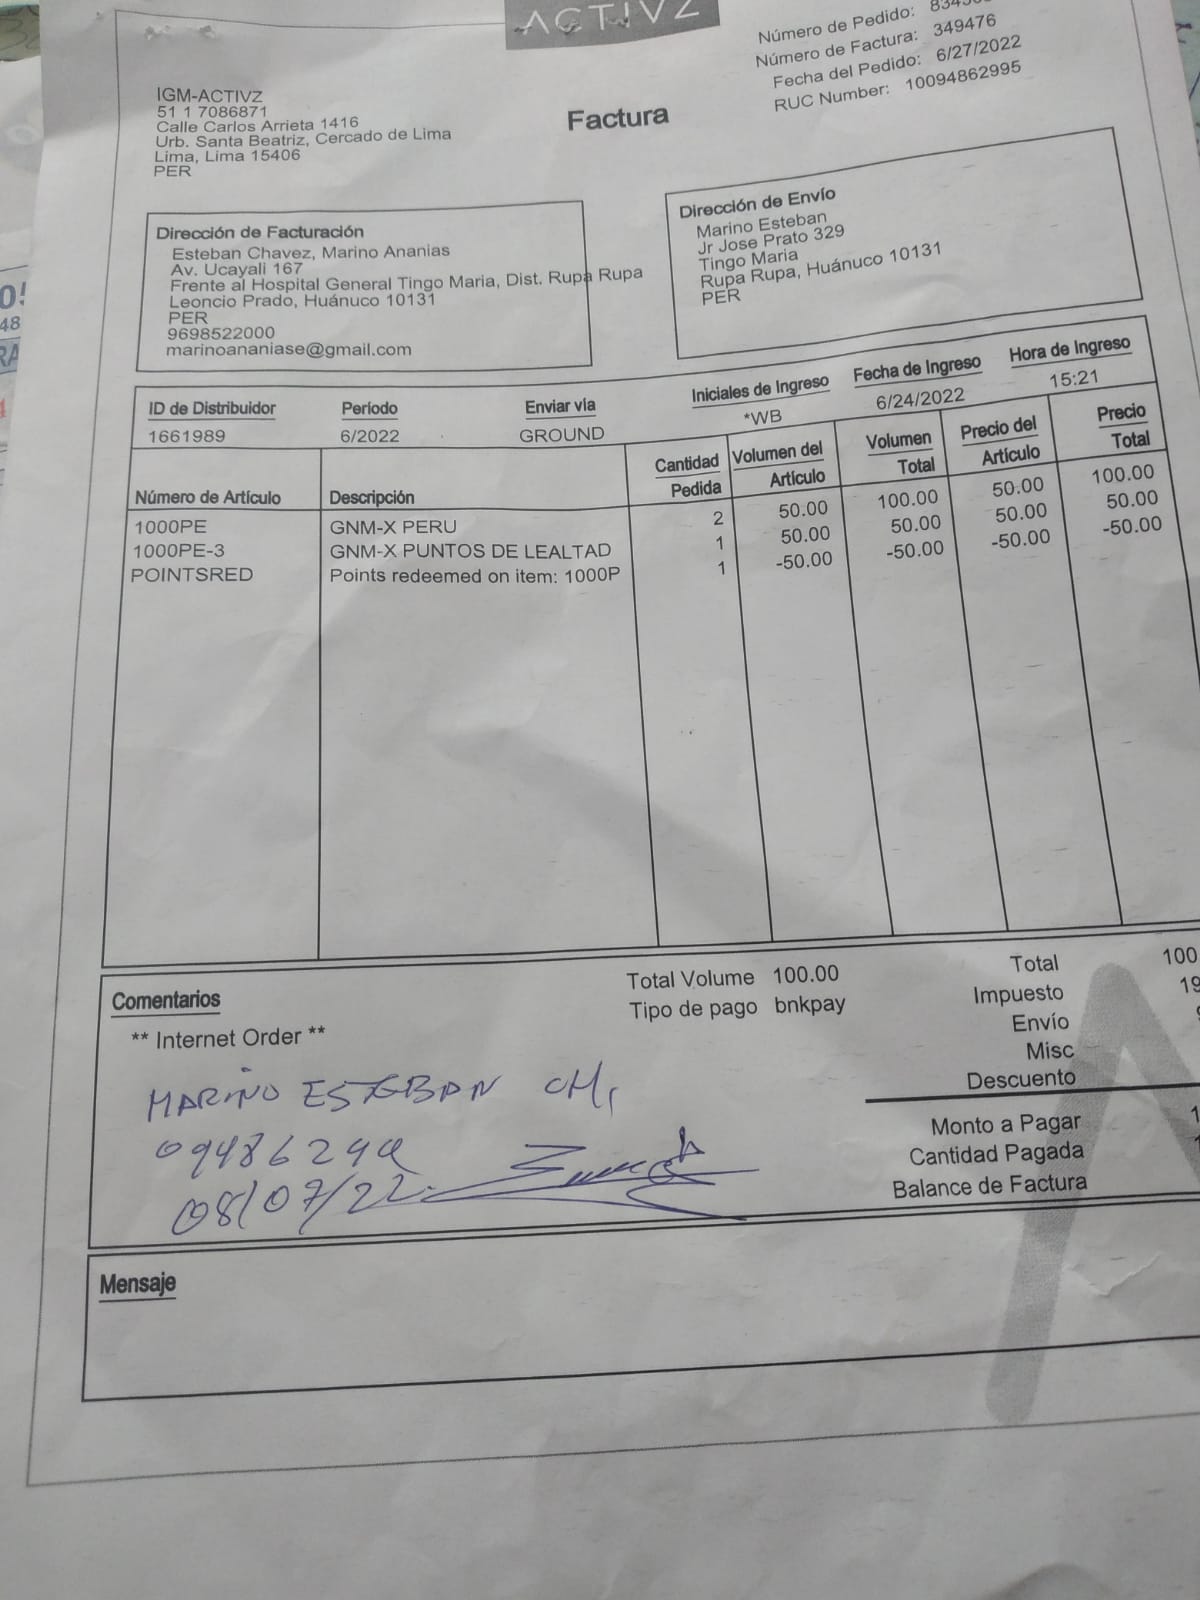 ACTIVZ
Número de Pedido:
Número de Factura: 349476
Fecha del Pedido: 6/27/2022
RUC Number: 10094862995
IGM-ACTIVZ
51 1 7086871
Calle Carlos Arrieta 1416
Urb. Santa Beatriz, Cercado de Lima
Lima, Lima 15406
PER
Factura
Dirección de Facturación
Esteban Chavez, Marino Ananias
Av. Ucayali 167
Frente al Hospital General Tingo Maria, Dist. Rupa Rupa
Leoncio Prado, Huánuco 10131
PER
9698522000
marinoananiase@gmail.com
Dirección de Envío
Marino Esteban
Jr Jose Prato 329
Tingo Maria
Rupa Rupa, Huánuco 10131
PER
ID de Distribuidor Período Enviar vía Iniciales de Ingreso Fecha de Ingreso Hora de Ingreso
1661989 6/2022 GROUND *WB 6/24/2022 15:21
Número de Artículo Descripción Cantidad Pedida Volumen del Artículo Volumen Total Precio del Artículo Precio Total
1000PE GNM-X PERU 2 50.00 100.00 50.00 100.00
1000PE-3 GNM-X PUNTOS DE LEALTAD 1 50.00 50.00 50.00 50.00
POINTSRED Points redeemed on item: 1000P 1 -50.00 -50.00 -50.00 -50.00
Comentarios
** Internet Order **
Total Volume 100.00
Tipo de pago bnkpay
Total 100
Impuesto 19
Envío
Misc
Descuento
Monto a Pagar
Cantidad Pagada
Balance de Factura
MARIÑO ESTEBAN CH,
08/07/22
Mensaje